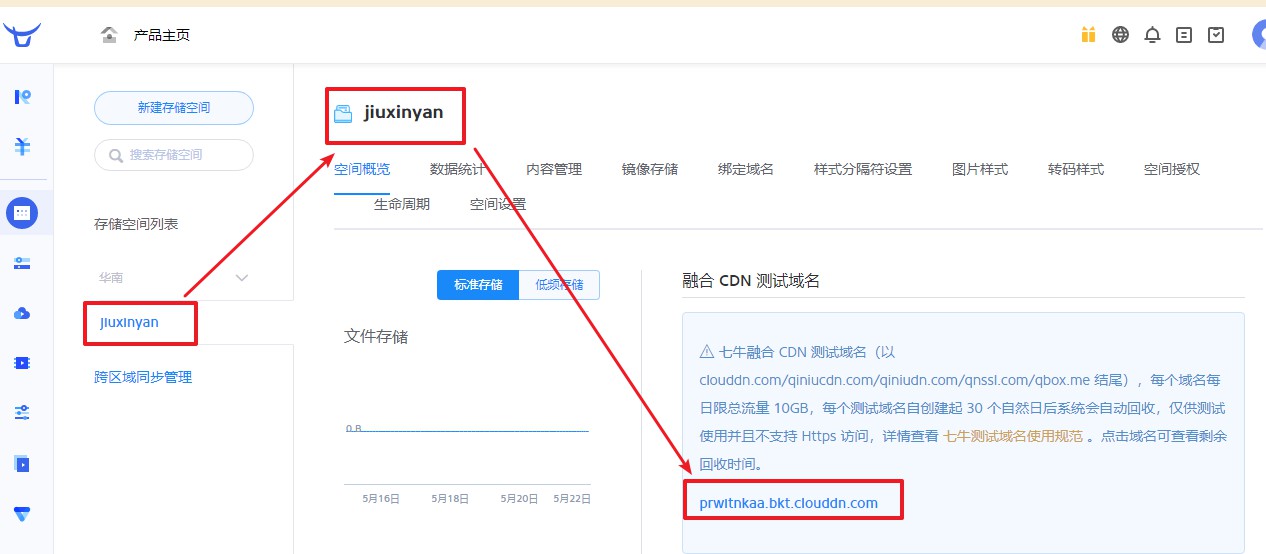 产品主页
新建存储空间
搜索存储空间
存储空间列表
华南
jiuxinyan
跨区域同步管理
jiuxinyan
空间概览 数据统计 内容管理 镜像存储 绑定域名 样式分隔符设置 图片样式 转码样式 空间授权
生命周期 空间设置
标准存储 低频存储
文件存储
0 B
5月16日 5月18日 5月20日 5月22日
融合 CDN 测试域名
七牛融合 CDN 测试域名（以
clouddn.com/qiniucdn.com/qiniudn.com/qnssl.com/qbox.me 结尾），每个域名每
日限总流量 10GB，每个测试域名自创建起 30 个自然日后系统会自动回收，仅供测试
使用并且不支持 Https 访问，详情查看 七牛测试域名使用规范 。点击域名可查看剩余
回收时间。
prwitnkaa.bkt.clouddn.com